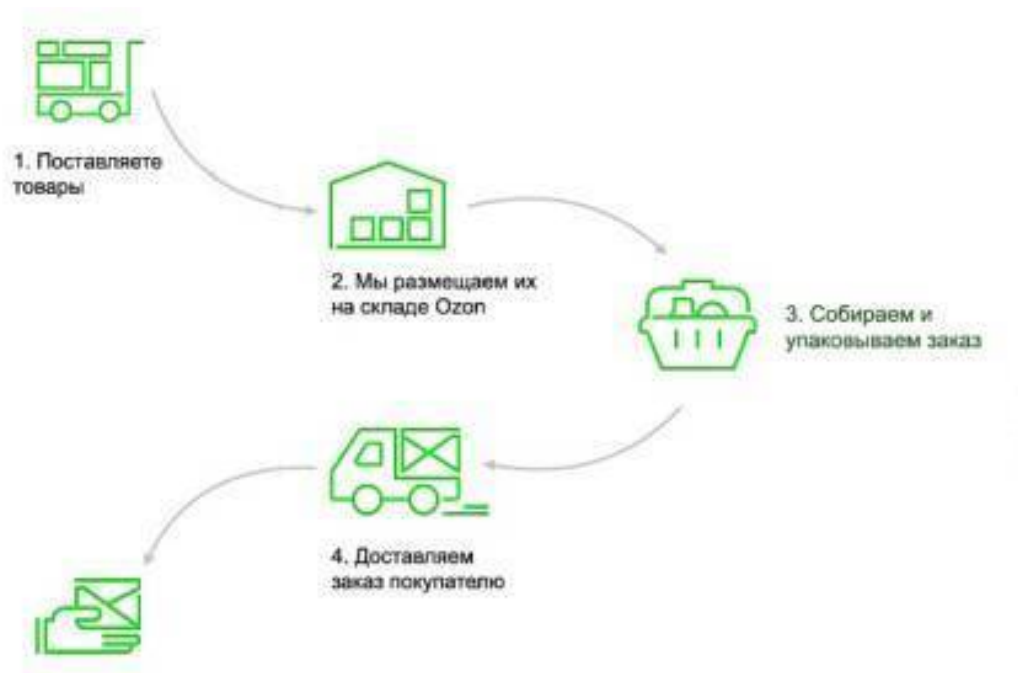 1. Поставляете
товары
2. Мы размещаем их
на складе Ozon
3. Собираем и
упаковываем заказ
4. Доставляем
заказ покупателю